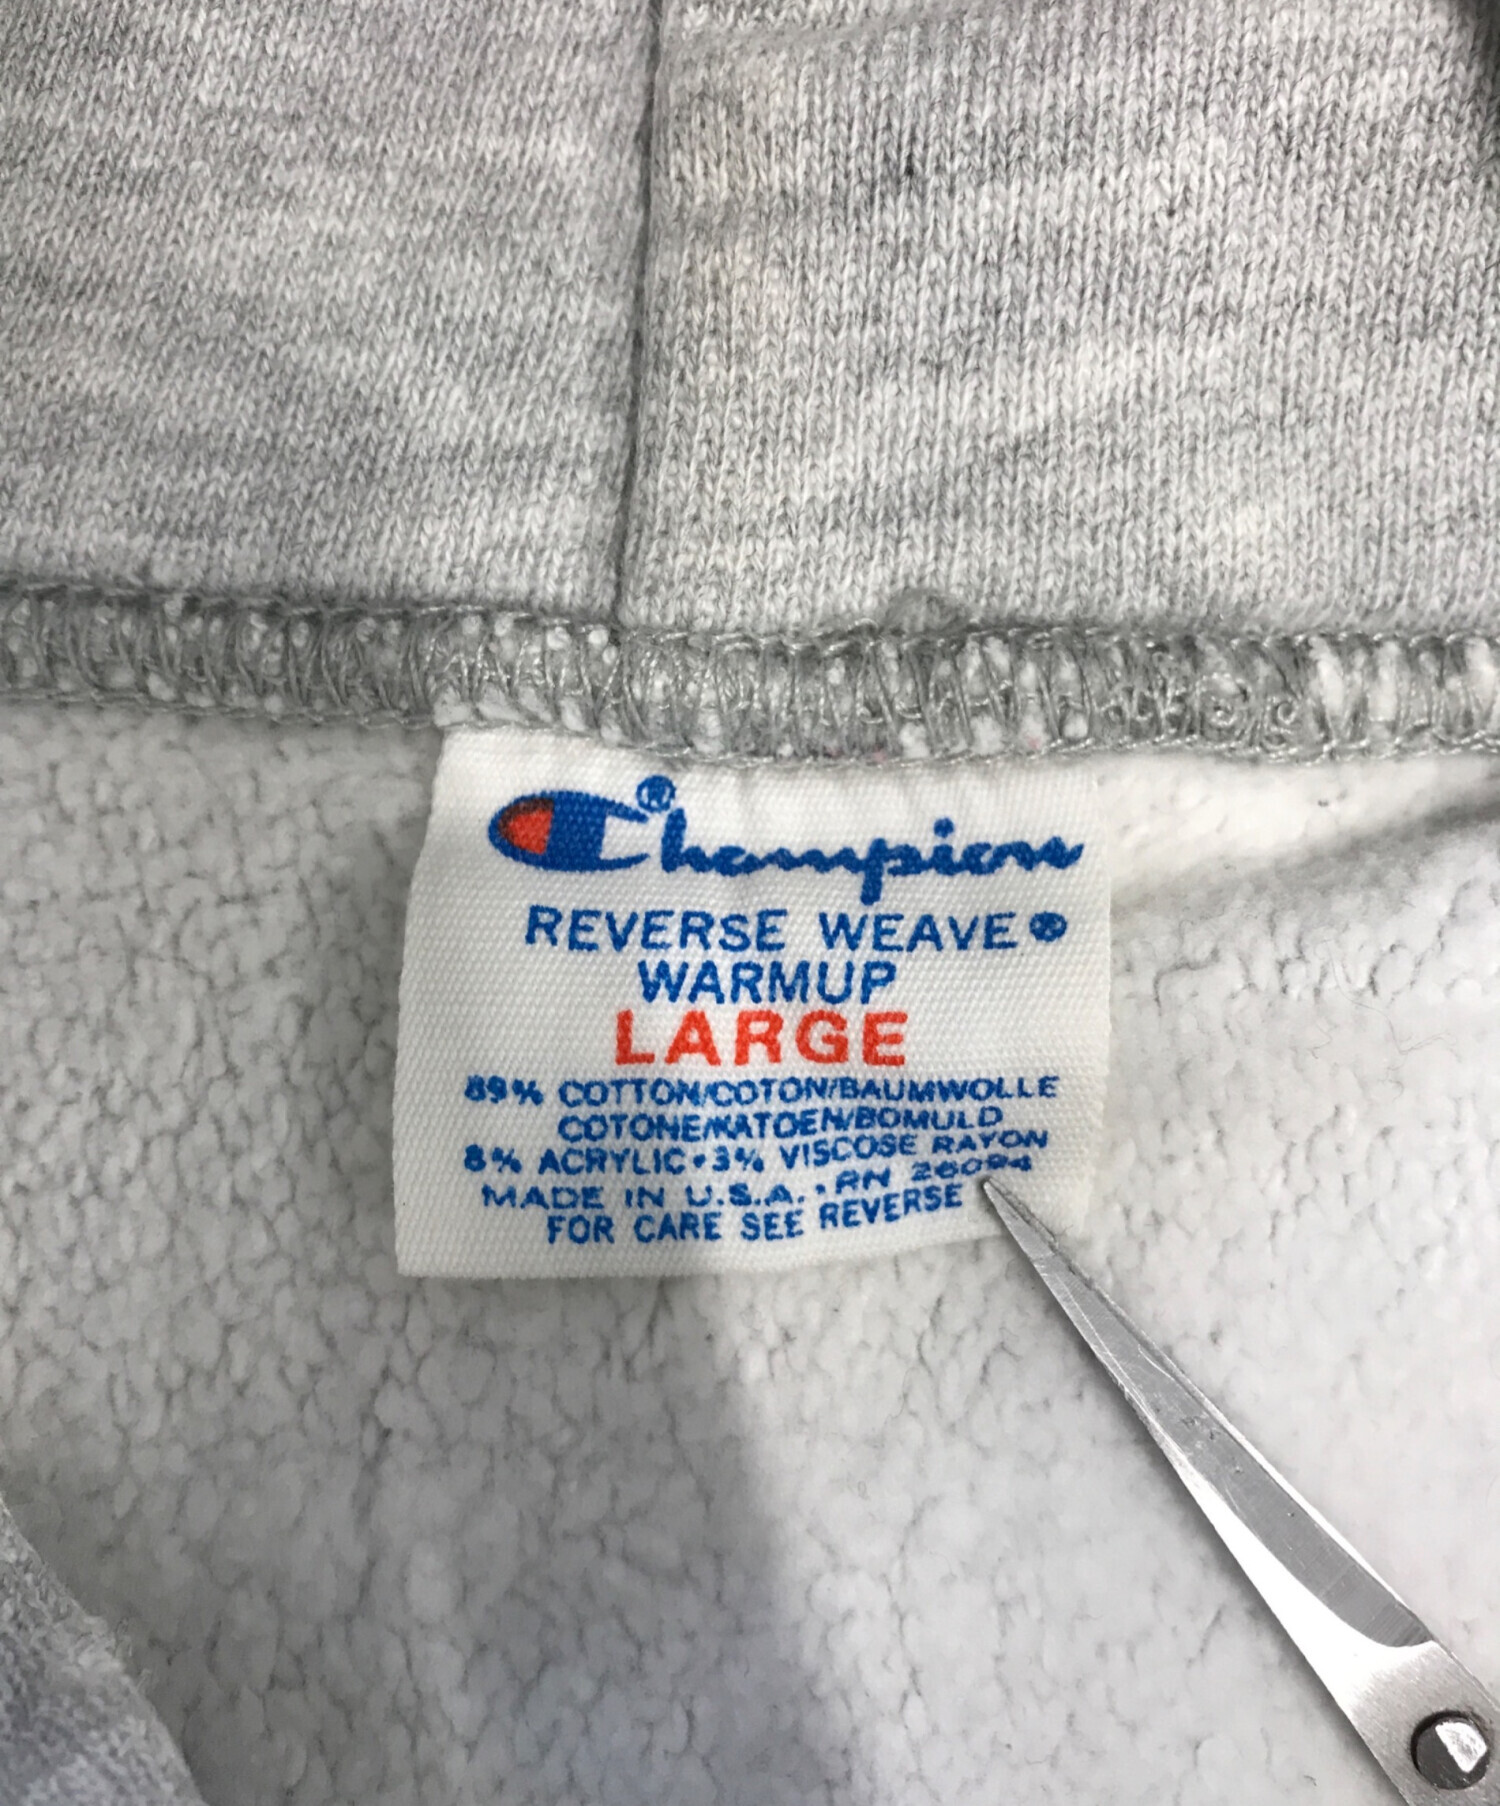 Champion®
REVERSE WEAVE®
WARMUP
LARGE
89% COTTON/COTON/BAUMWOLLE
COTONE/KATOEN/BOMULD
8% ACRYLIC•3% VISCOSE RAYON
MADE IN U.S.A. • RN 26094
FOR CARE SEE REVERSE